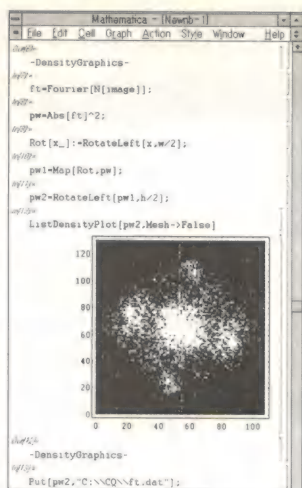 Mathematica - [Newnb-1]
File Edit Cell Graph Action Style Window Help
-DensityGraphics-
ft=Fourier[N[image]];
pw=Abs[ft]^2;
Rot[x_]:=RotateLeft[x,w/2];
pw1=Map[Rot,pw];
pw2=RotateLeft[pw1,h/2];
ListDensityPlot[pw2,Mesh->False]
120
100
80
60
40
20
0
0 20 40 60 80 100
-DensityGraphics-
Put[pw2,"C:\\CQ\\ft.dat"];